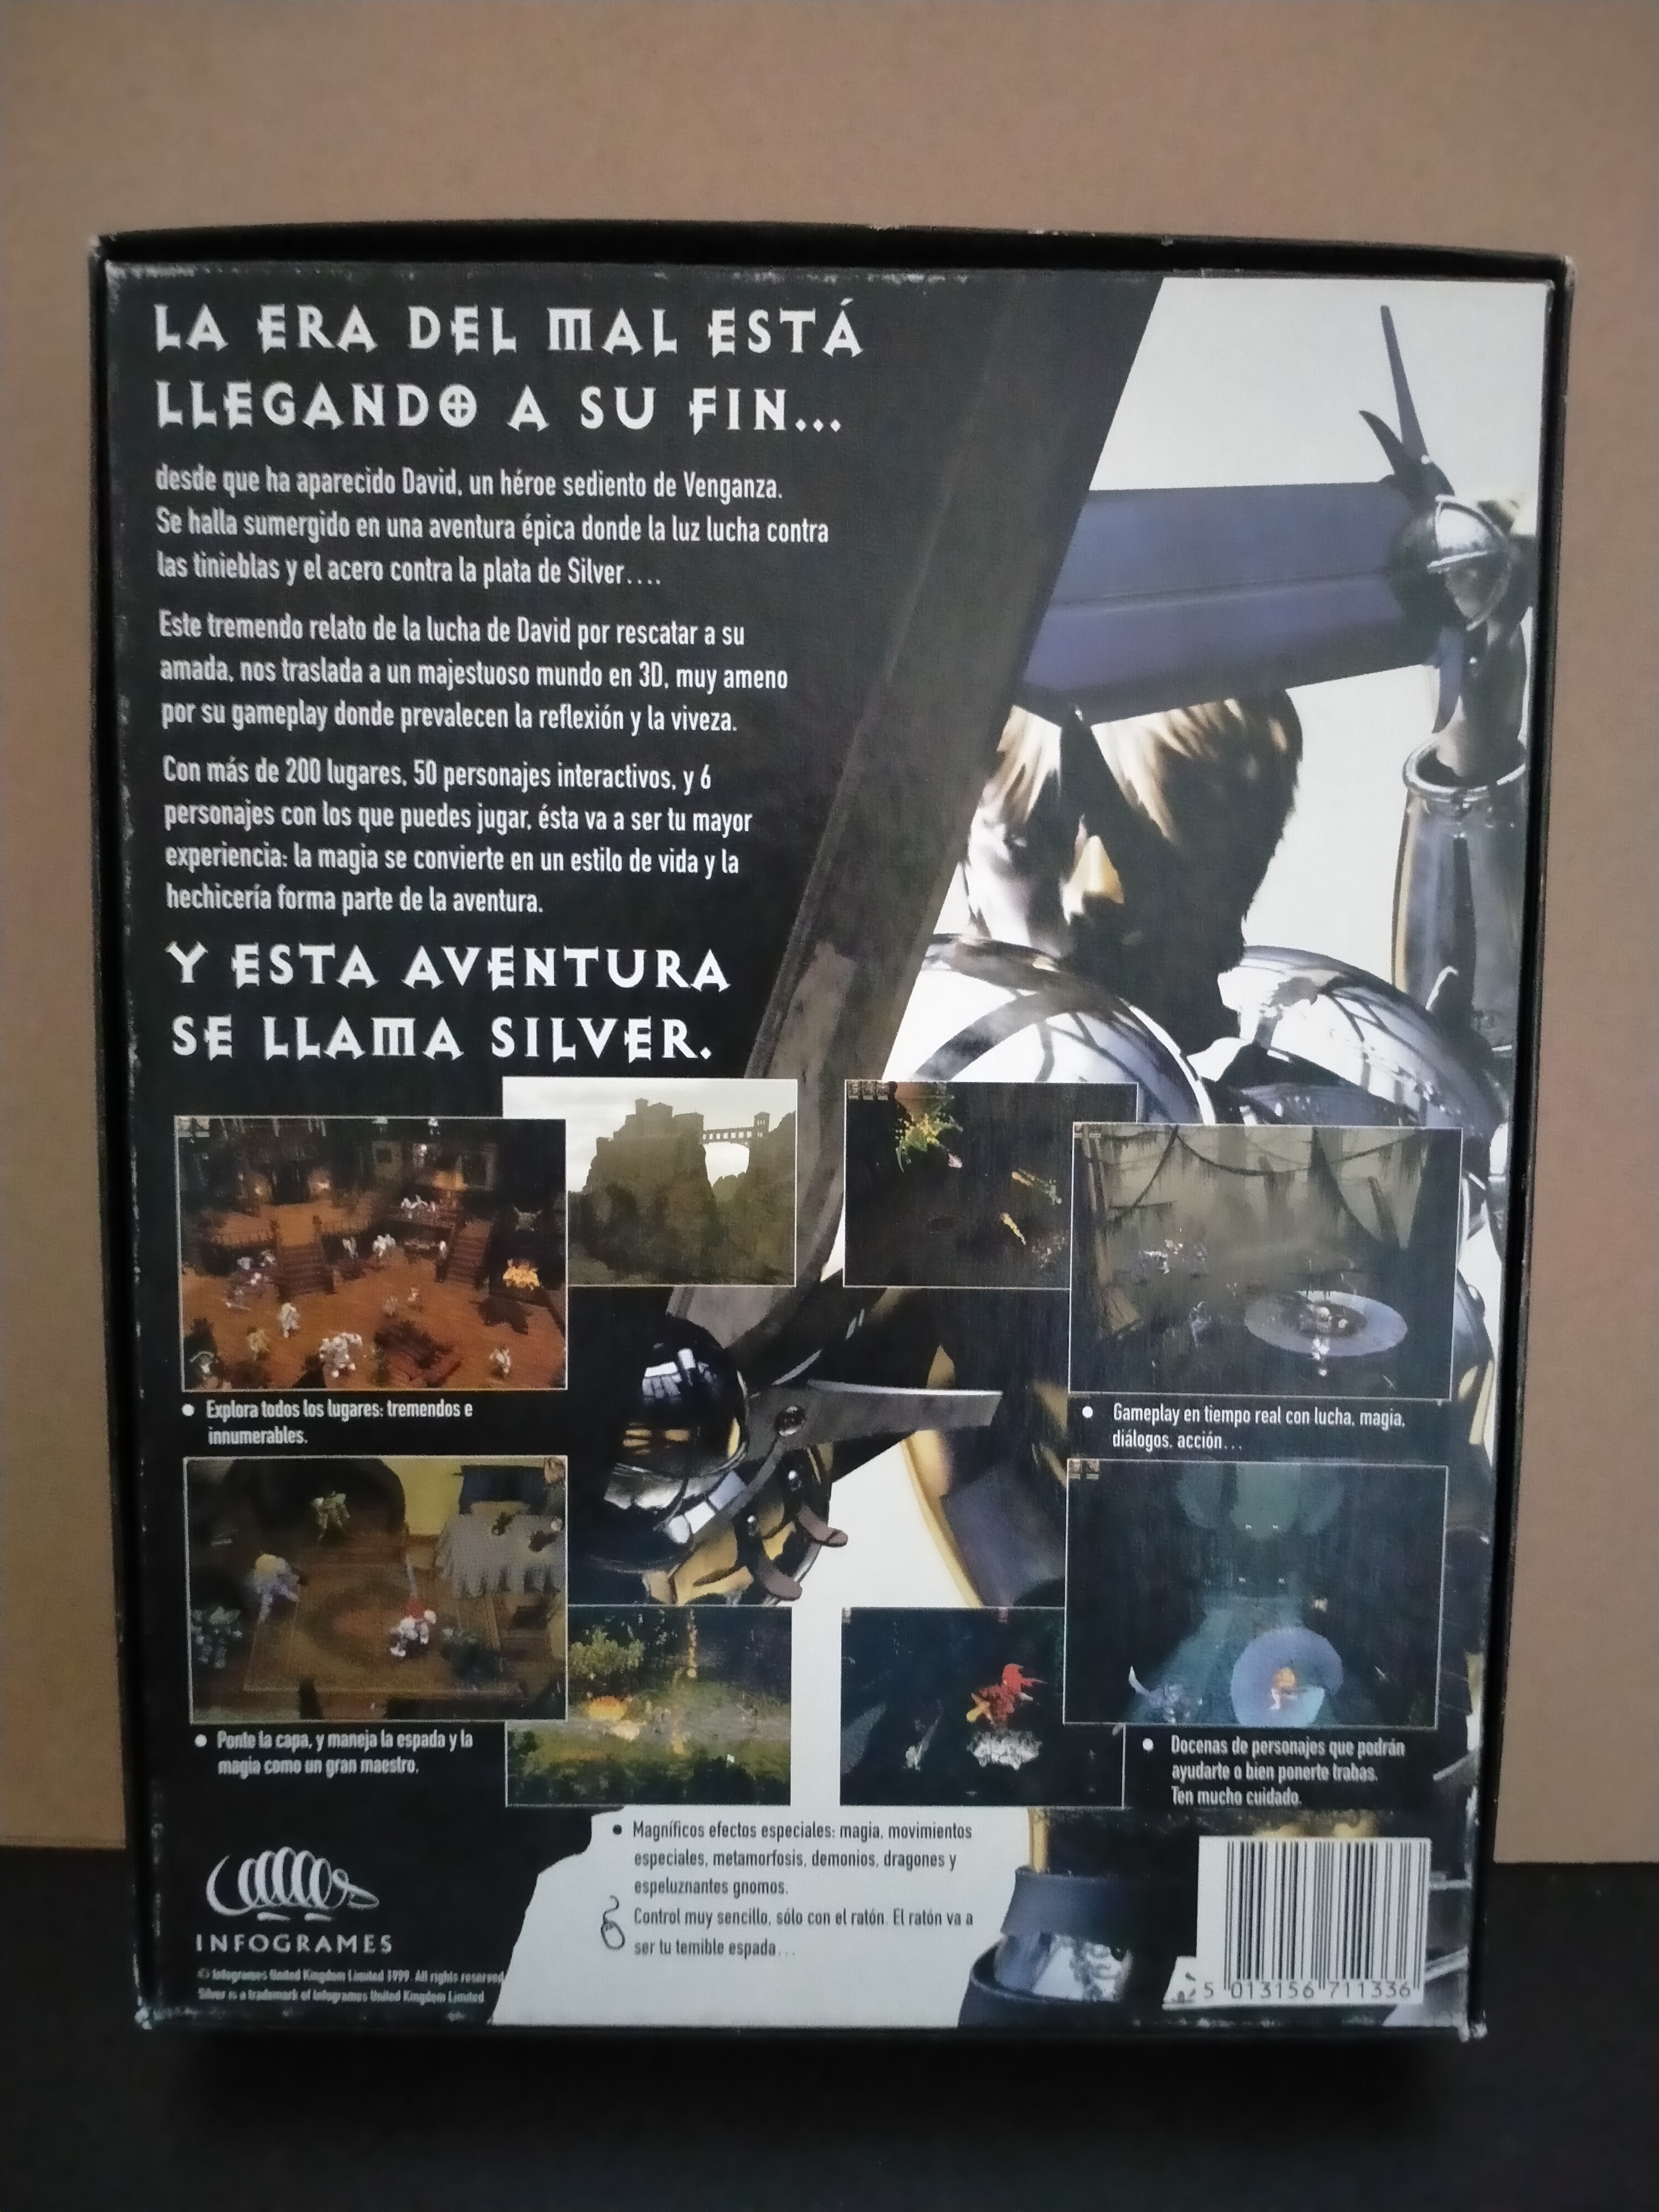 LA ERA DEL MAL ESTÁ
LLEGANDO A SU FIN...
desde que ha aparecido David, un héroe sediento de Venganza.
Se halla sumergido en una aventura épica donde la luz lucha contra
las tinieblas y el acero contra la plata de Silver....
Este tremendo relato de la lucha de David por rescatar a su
amada, nos traslada a un majestuoso mundo en 3D, muy ameno
por su gameplay donde prevalecen la reflexión y la viveza.
Con más de 200 lugares, 50 personajes interactivos, y 6
personajes con los que puedes jugar, ésta va a ser tu mayor
experiencia: la magia se convierte en un estilo de vida y la
hechicería forma parte de la aventura.
Y ESTA AVENTURA
SE LLAMA SILVER.
• Explora todos los lugares: tremendos e
innumerables.
• Gameplay en tiempo real con lucha, magia,
diálogos, acción...
• Ponte la capa, y maneja la espada y la
magia como un gran maestro.
• Docenas de personajes que podrán
ayudarte o bien ponerte trabas.
Ten mucho cuidado.
• Magníficos efectos especiales: magia, movimientos
especiales, metamorfosis, demonios, dragones y
espeluznantes gnomos.
Control muy sencillo, sólo con el ratón. El ratón va a
ser tu temible espada...
INFOGRAMES
© Infogrames United Kingdom Limited 1999. All rights reserved
Silver is a trademark of Infogrames United Kingdom Limited
5 013156 711336